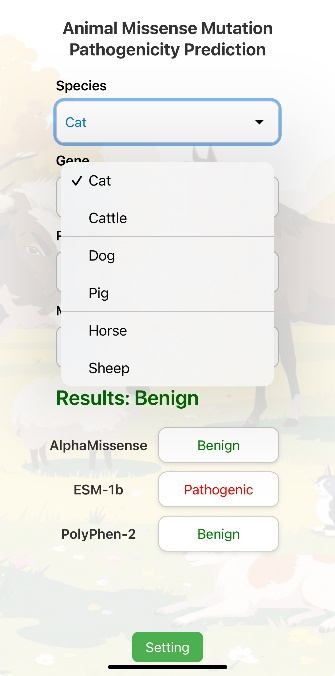 Animal Missense Mutation
Pathogenicity Prediction
Species
Cat
Gene
✓ Cat
Cattle
Dog
Pig
Horse
Sheep
Results: Benign
AlphaMissense Benign
ESM-1b Pathogenic
PolyPhen-2 Benign
Setting